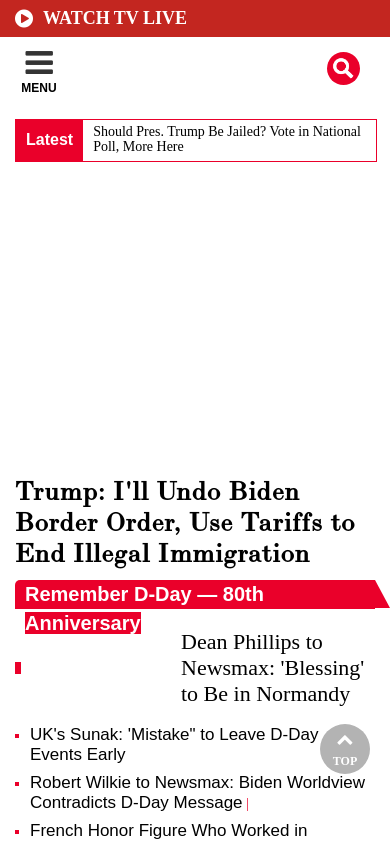 WATCH TV LIVE
MENU
Latest
Should Pres. Trump Be Jailed? Vote in National
Poll, More Here
Trump: I'll Undo Biden
Border Order, Use Tariffs to
End Illegal Immigration
Remember D-Day — 80th
Anniversary
Dean Phillips to
Newsmax: 'Blessing'
to Be in Normandy
UK's Sunak: 'Mistake" to Leave D-Day
Events Early
Robert Wilkie to Newsmax: Biden Worldview
Contradicts D-Day Message |
French Honor Figure Who Worked in
TOP